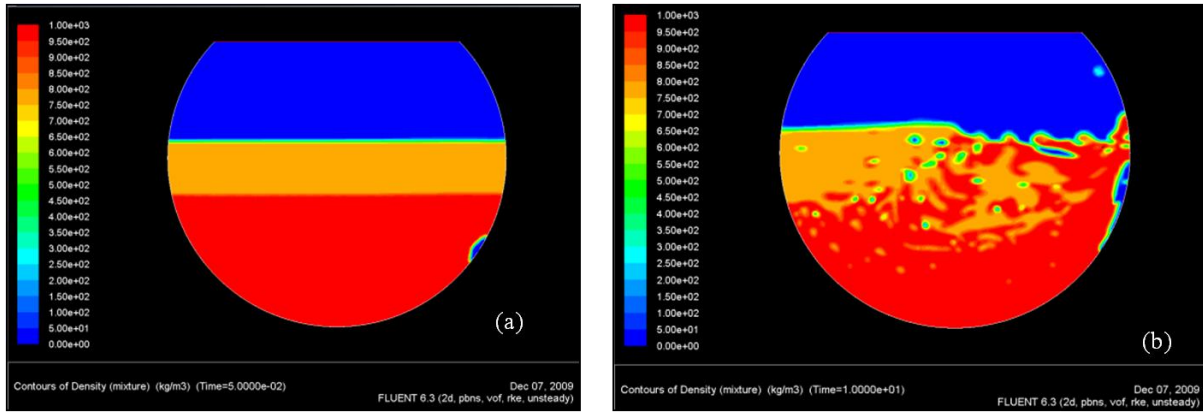 1.00e+03
9.50e+02
9.00e+02
8.50e+02
8.00e+02
7.50e+02
7.00e+02
6.50e+02
6.00e+02
5.50e+02
5.00e+02
4.50e+02
4.00e+02
3.50e+02
3.00e+02
2.50e+02
2.00e+02
1.50e+02
1.00e+02
5.00e+01
0.00e+00
(a)
Contours of Density (mixture) (kg/m3) (Time=5.0000e-02)
Dec 07, 2009
FLUENT 6.3 (2d, pbns, vof, rke, unsteady)
1.00e+03
9.50e+02
9.00e+02
8.50e+02
8.00e+02
7.50e+02
7.00e+02
6.50e+02
6.00e+02
5.50e+02
5.00e+02
4.50e+02
4.00e+02
3.50e+02
3.00e+02
2.50e+02
2.00e+02
1.50e+02
1.00e+02
5.00e+01
0.00e+00
(b)
Contours of Density (mixture) (kg/m3) (Time=1.0000e+01)
Dec 07, 2009
FLUENT 6.3 (2d, pbns, vof, rke, unsteady)